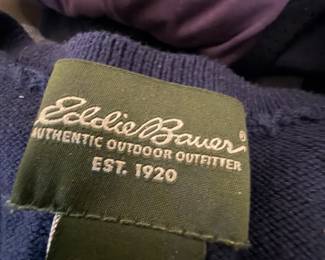 Eddie Bauer®
AUTHENTIC OUTDOOR OUTFITTER
EST. 1920